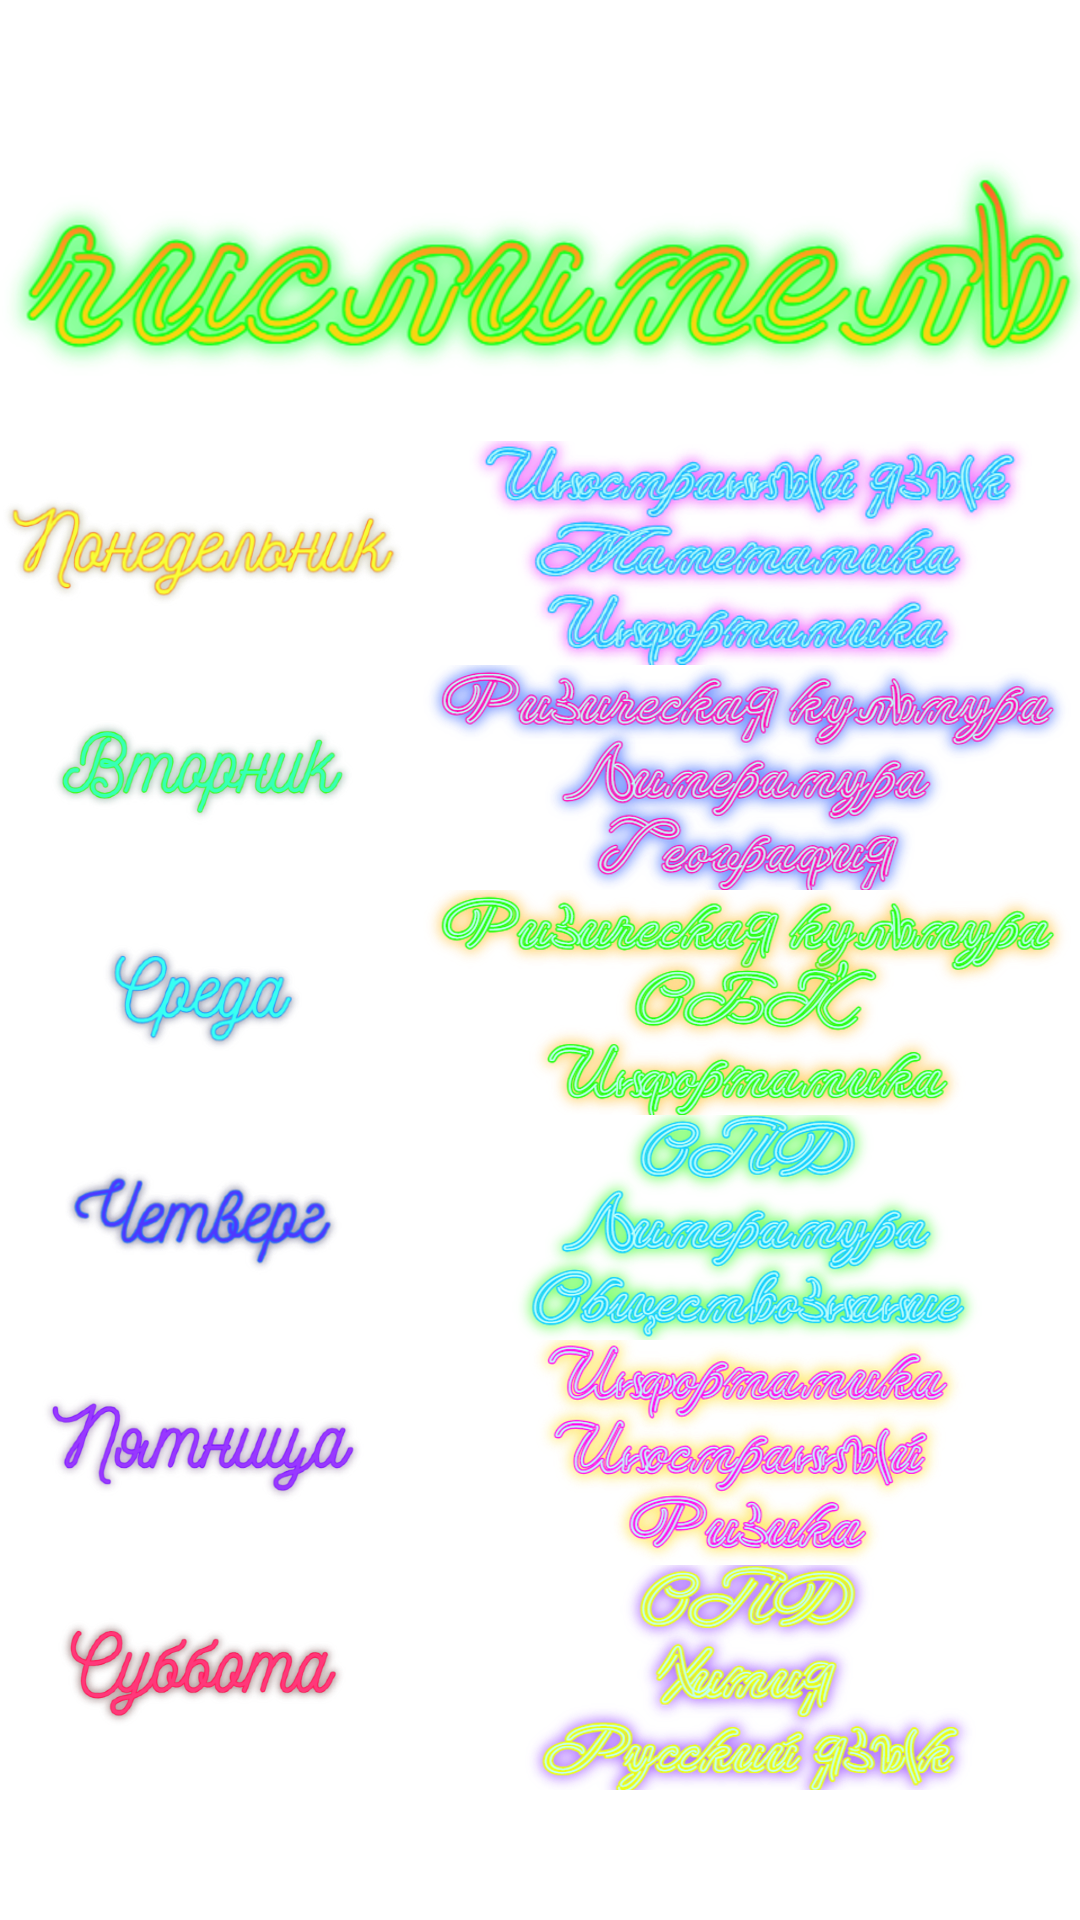 числитель
Понедельник
Иностранный язык
Математика
Информатика
Вторник
Физическая культура
Литература
География
Среда
Физическая культура
ОБЖ
Информатика
Четверг
ОПД
Литература
Обществознание
Пятница
Информатика
Иностранный
Физика
Суббота
ОПД
Химия
Русский язык